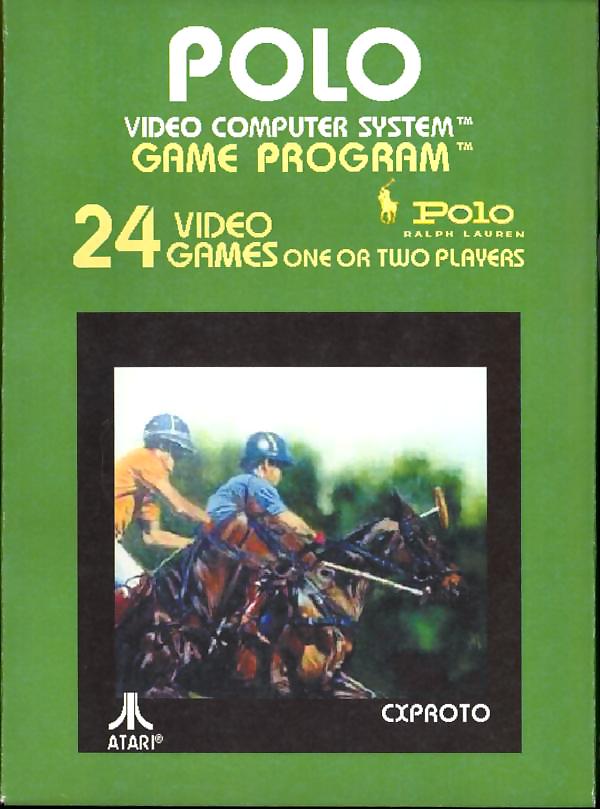 POLO
VIDEO COMPUTER SYSTEM™
GAME PROGRAM™
Polo
RALPH LAUREN
24 VIDEO GAMES ONE OR TWO PLAYERS
CXPROTO
ATARI®